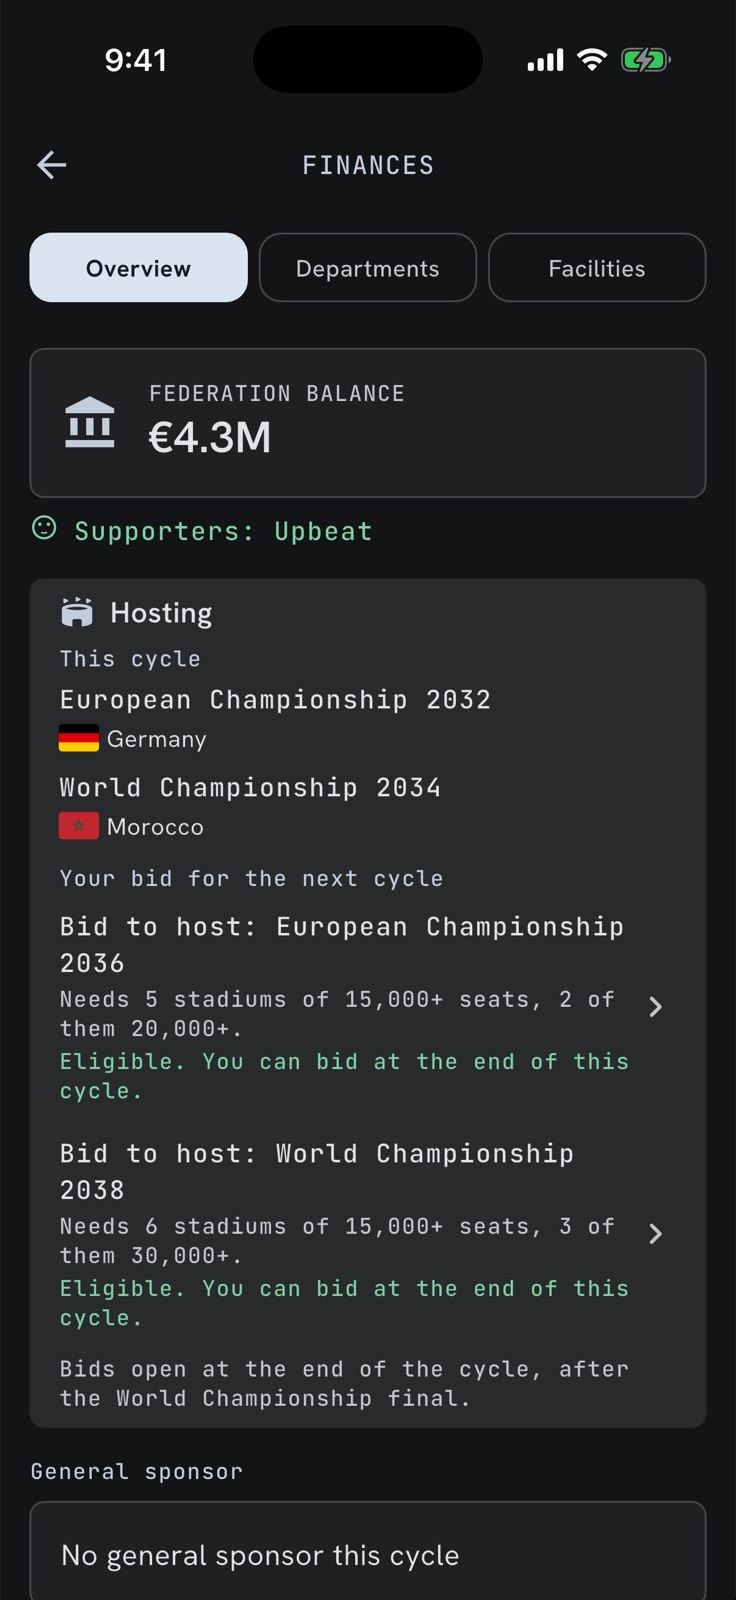 9:41
FINANCES
Overview
Departments
Facilities
FEDERATION BALANCE
€4.3M
Supporters: Upbeat
Hosting
This cycle
European Championship 2032
Germany
World Championship 2034
Morocco
Your bid for the next cycle
Bid to host: European Championship
2036
Needs 5 stadiums of 15,000+ seats, 2 of
them 20,000+.
Eligible. You can bid at the end of this
cycle.
Bid to host: World Championship
2038
Needs 6 stadiums of 15,000+ seats, 3 of
them 30,000+.
Eligible. You can bid at the end of this
cycle.
Bids open at the end of the cycle, after
the World Championship final.
General sponsor
No general sponsor this cycle